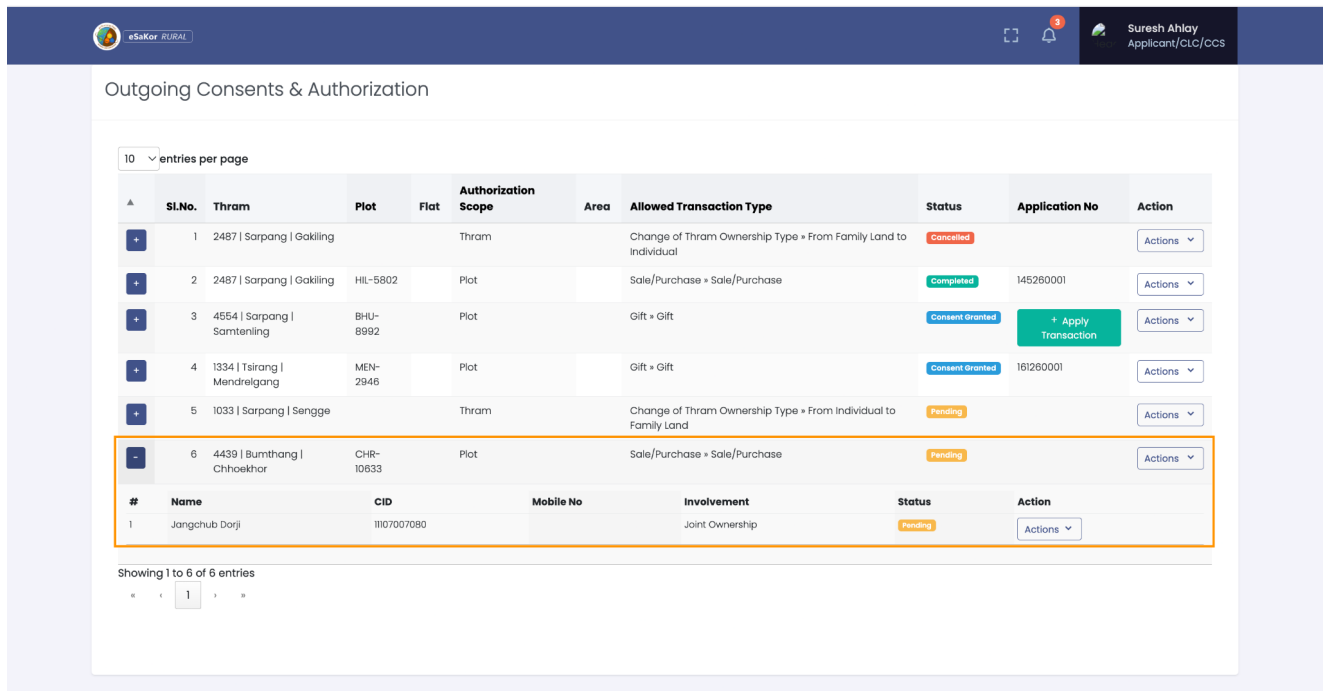 eSaKor RURAL
3
Suresh Ahlay
Applicant/CLC/CCS
Outgoing Consents & Authorization
10 entries per page
Sl.No. Thram Plot Flat Authorization Scope Area Allowed Transaction Type Status Application No Action
+ 1 2487 | Sarpang | Gakiling Thram Change of Thram Ownership Type » From Family Land to Cancelled Actions
Individual
+ 2 2487 | Sarpang | Gakiling HIL-5802 Plot Sale/Purchase » Sale/Purchase Completed 145260001 Actions
+ 3 4554 | Sarpang | BHU- Plot Gift » Gift Consent Granted + Apply Actions
Samtenling 8992 Transaction
+ 4 1334 | Tsirang | MEN- Plot Gift » Gift Consent Granted 161260001 Actions
Mendrelgang 2946
+ 5 1033 | Sarpang | Sengge Thram Change of Thram Ownership Type » From Individual to Pending Actions
Family Land
- 6 4439 | Bumthang | CHR- Plot Sale/Purchase » Sale/Purchase Pending Actions
Chhoekhor 10633
# Name CID Mobile No Involvement Status Action
1 Jangchub Dorji 11107007080 Joint Ownership Pending Actions
Showing 1 to 6 of 6 entries
« ‹ 1 › »